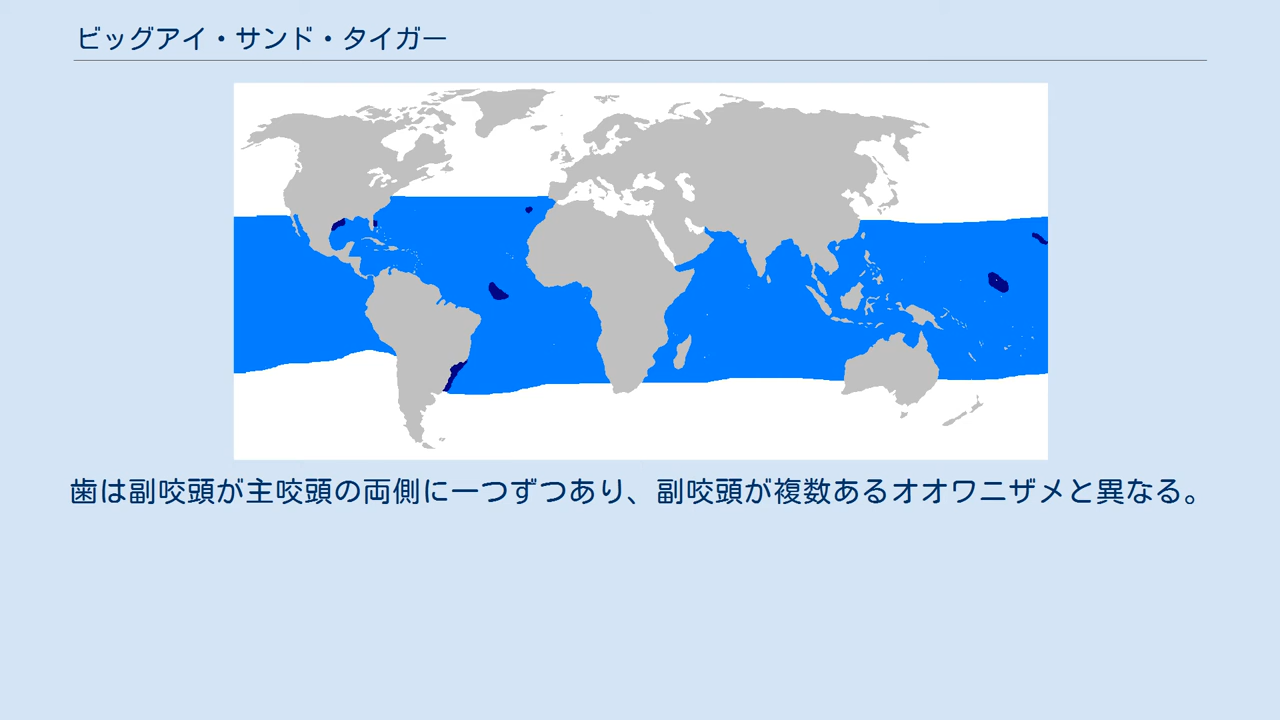 ビッグアイ・サンド・タイガー
歯は副咬頭が主咬頭の両側に一つずつあり、副咬頭が複数あるオオワニザメと異なる。